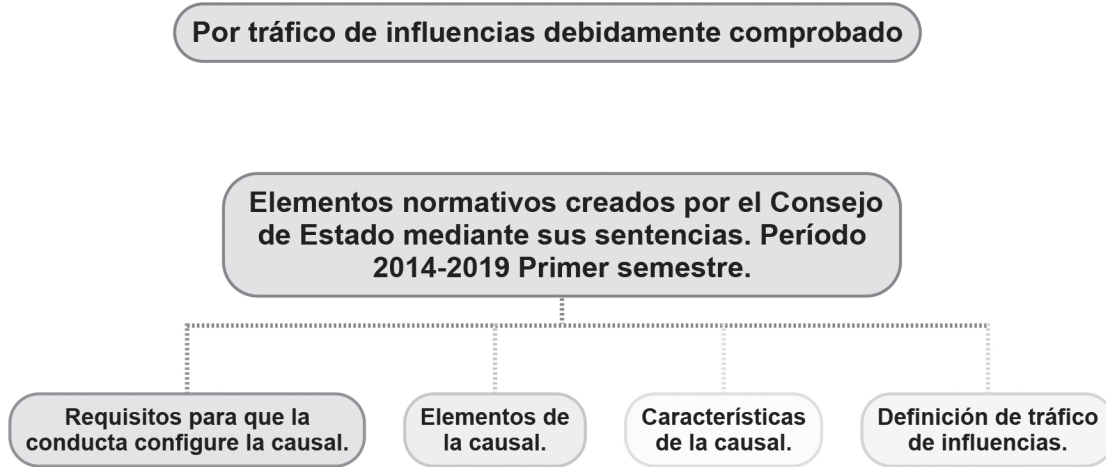 Por tráfico de influencias debidamente comprobado
Elementos normativos creados por el Consejo
de Estado mediante sus sentencias. Período
2014-2019 Primer semestre.
Requisitos para que la
conducta configure la causal.
Elementos de
la causal.
Características
de la causal.
Definición de tráfico
de influencias.